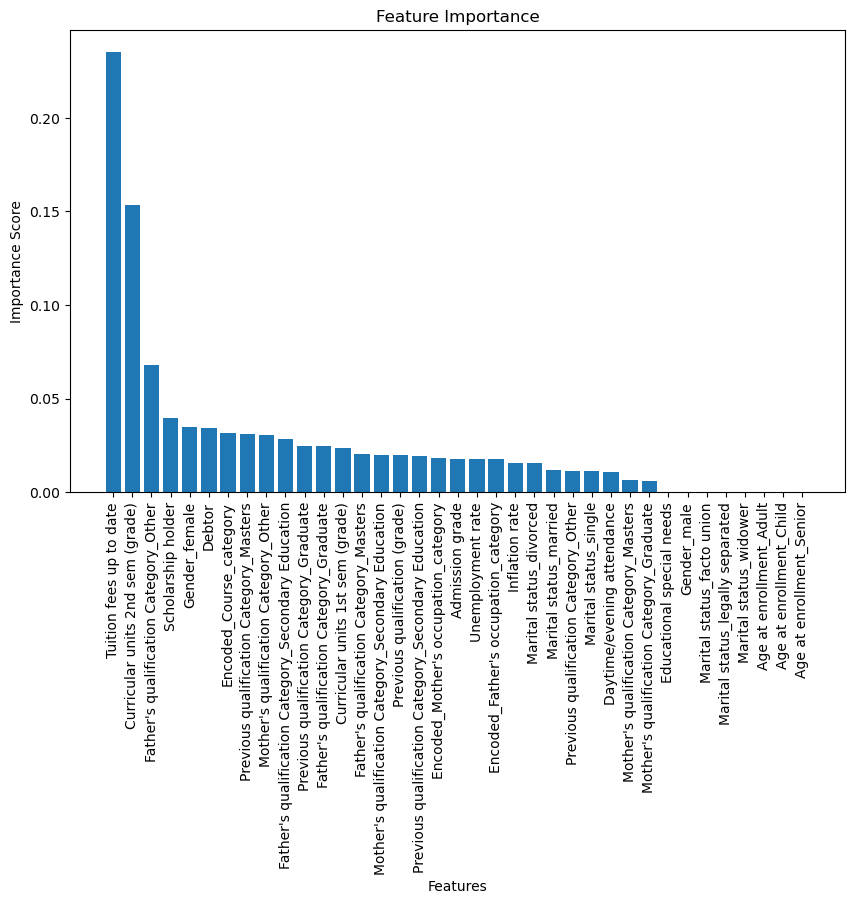 Feature Importance
Importance Score
0.20
0.15
0.10
0.05
0.00
Tuition fees up to date
Curricular units 2nd sem (grade)
Father's qualification Category_Other
Scholarship holder
Gender_female
Debtor
Encoded_Course_category
Previous qualification Category_Masters
Mother's qualification Category_Other
Father's qualification Category_Secondary Education
Previous qualification Category_Graduate
Father's qualification Category_Graduate
Curricular units 1st sem (grade)
Father's qualification Category_Masters
Mother's qualification Category_Secondary Education
Previous qualification (grade)
Previous qualification Category_Secondary Education
Encoded_Mother's occupation_category
Admission grade
Unemployment rate
Encoded_Father's occupation_category
Inflation rate
Marital status_divorced
Marital status_married
Previous qualification Category_Other
Marital status_single
Daytime/evening attendance
Mother's qualification Category_Masters
Mother's qualification Category_Graduate
Educational special needs
Gender_male
Marital status_facto union
Marital status_legally separated
Marital status_widower
Age at enrollment_Adult
Age at enrollment_Child
Age at enrollment_Senior
Features